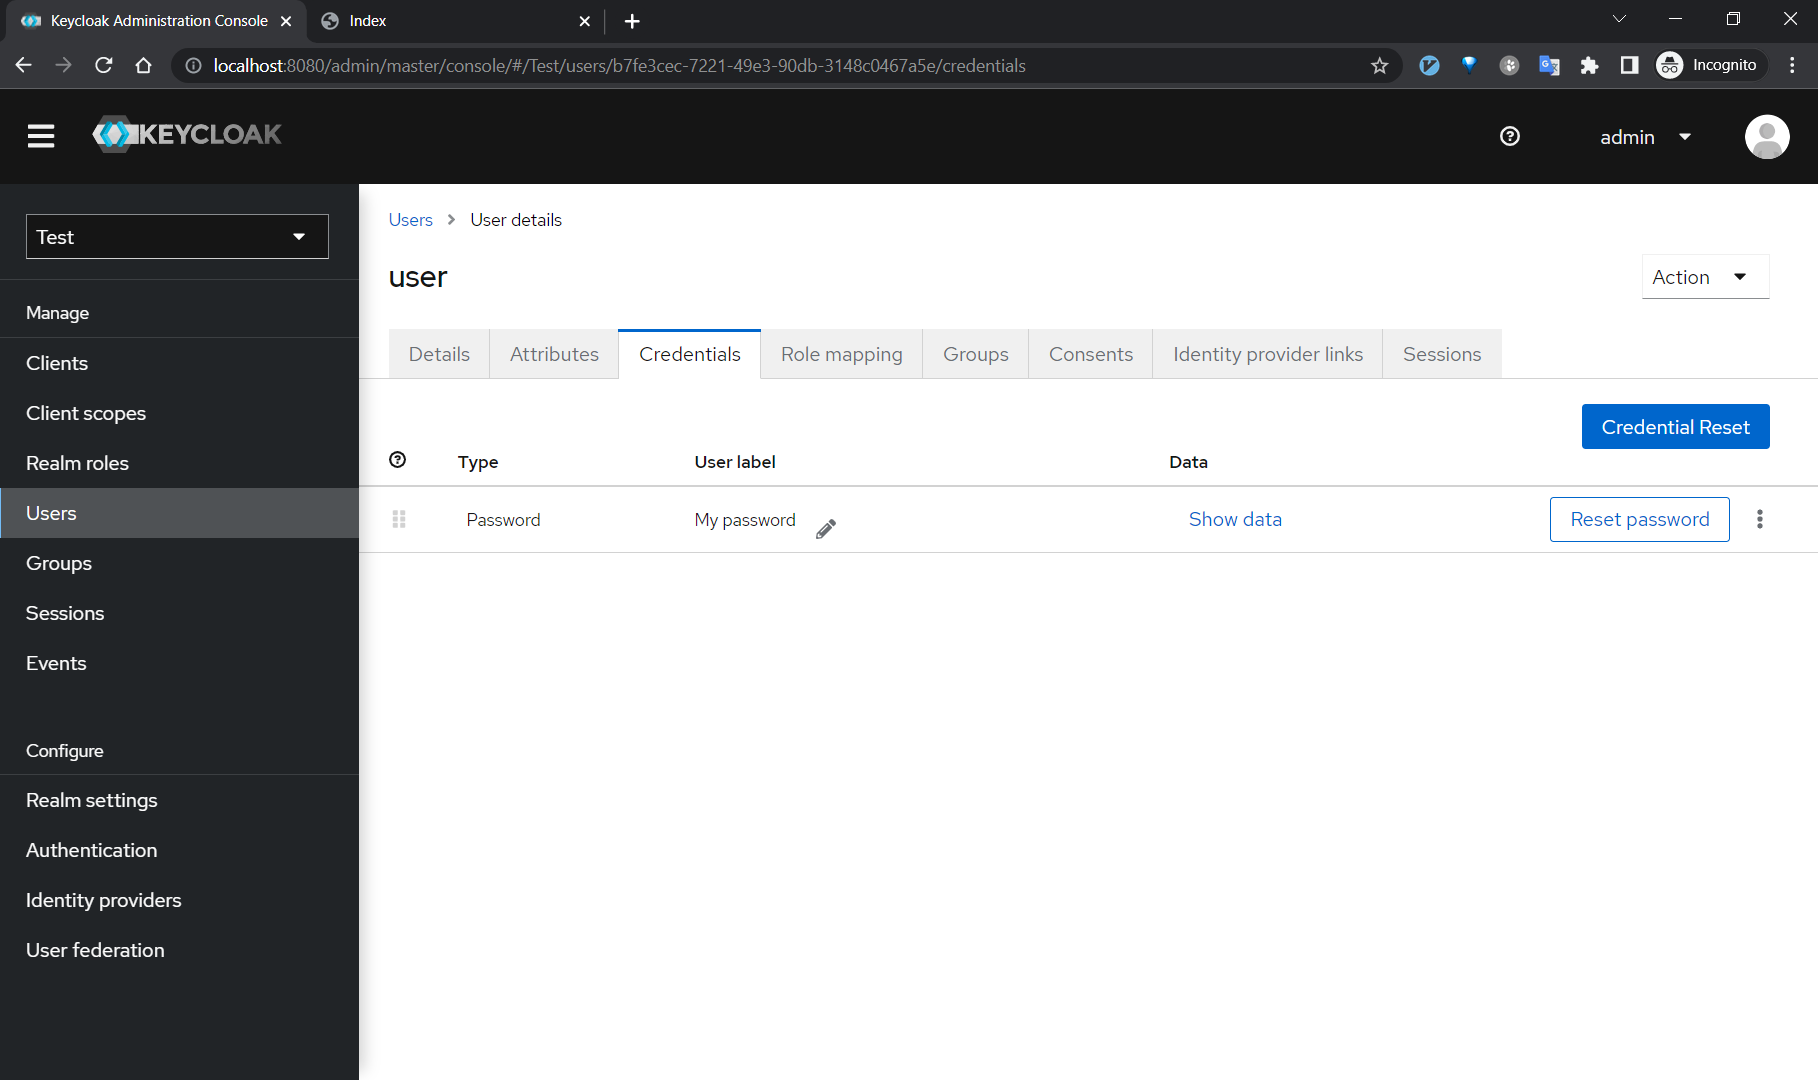 Keycloak Administration Console
Index
localhost:8080/admin/master/console/#/Test/users/b7fe3cec-7221-49e3-90db-3148c0467a5e/credentials
Incognito
KEYCLOAK
admin
Test
Manage
Clients
Client scopes
Realm roles
Users
Groups
Sessions
Events
Configure
Realm settings
Authentication
Identity providers
User federation
Users > User details
user
Action
Details Attributes Credentials Role mapping Groups Consents Identity provider links Sessions
Credential Reset
Type User label Data
Password My password Show data Reset password